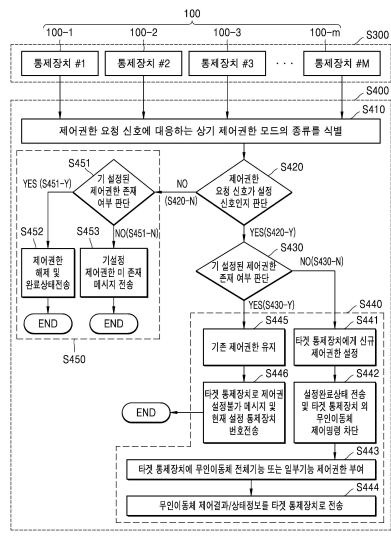 100
100-1
100-2
100-3
100-m
S300
통제장치 #1
통제장치 #2
통제장치 #3
· · ·
통제장치 #M
S400
S410
제어권한 요청 신호에 대응하는 상기 제어권한 모드의 종류를 식별
S451
기 설정된
제어권한 존재
여부 판단
YES (S451-Y)
NO(S451-N)
S420
제어권한
요청 신호가 설정
신호인지 판단
NO
(S420-N)
YES(S420-Y)
S452
제어권한
해제 및
완료상태전송
S453
기설정
제어권한 미 존재
메시지 전송
END
END
S450
S430
기 설정된 제어권한
존재 여부 판단
NO(S430-N)
YES(S430-Y)
S440
S445
기존 제어권한 유지
S441
타겟 통제장치에게 신규
제어권한 설정
S446
타겟 통제장치로 제어권
설정불가 메시지 및
현재 설정 통제장치
번호전송
END
S442
설정완료상태 전송
및 타겟 통제장치 외
무인이동체
제어명령 차단
S443
타겟 통제장치에 무인이동체 전체기능 또는 일부기능 제어권한 부여
S444
무인이동체 제어결과/상태정보를 타겟 통제장치로 전송